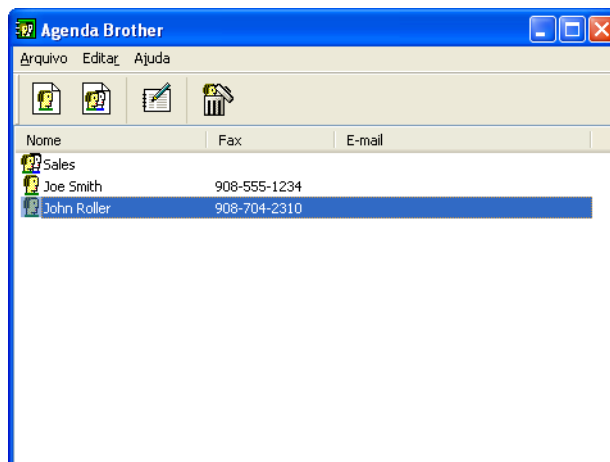 Agenda Brother
Arquivo Editar Ajuda
Nome Fax E-mail
Sales
Joe Smith 908-555-1234
John Roller 908-704-2310